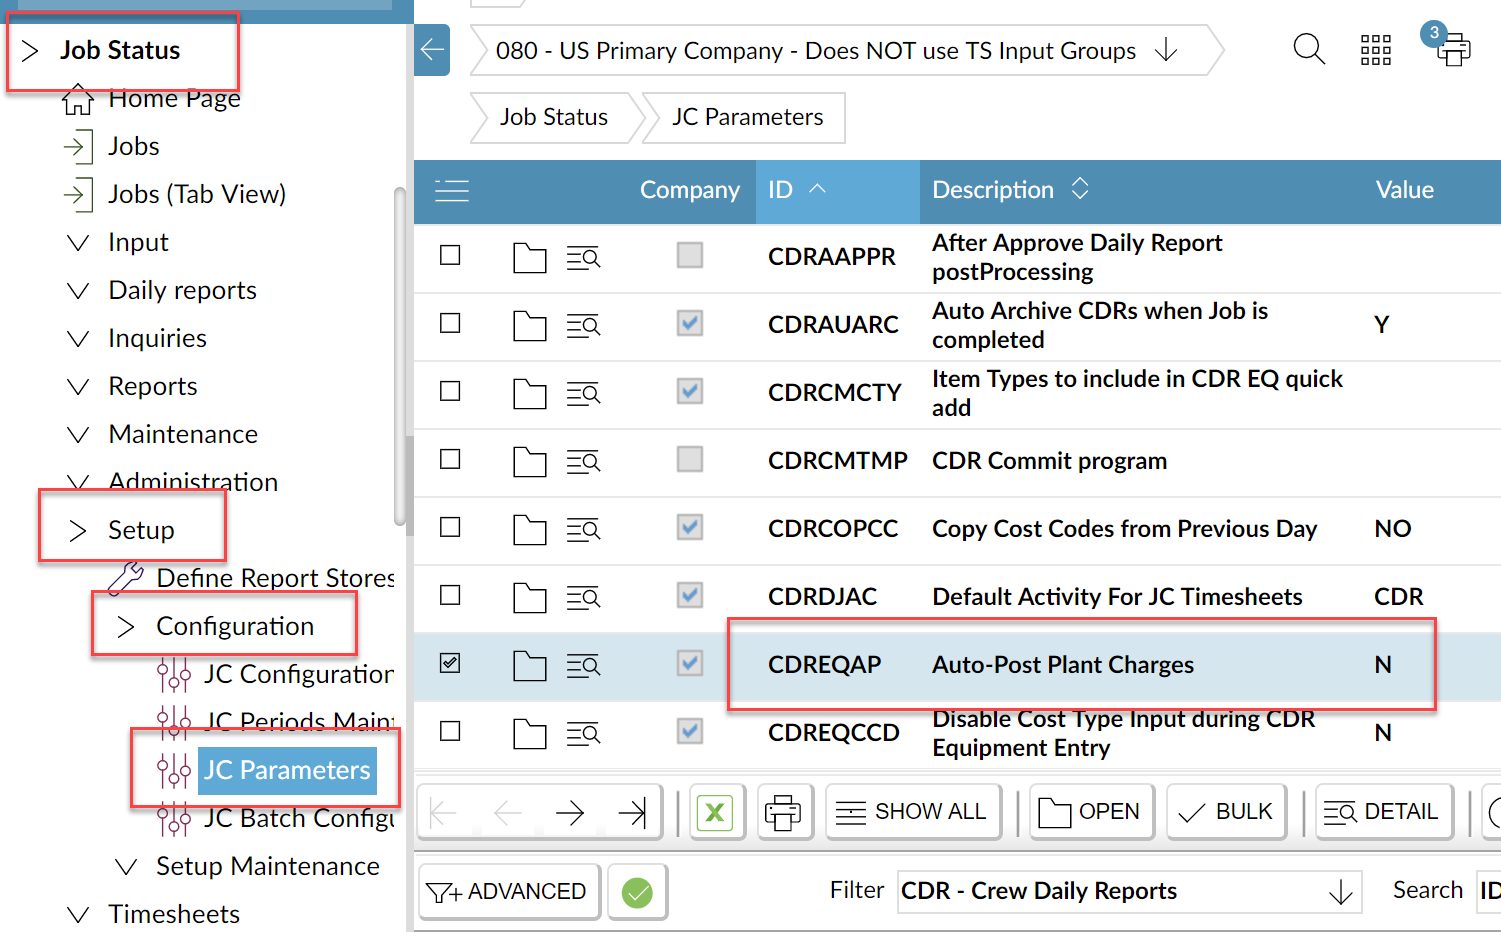 Job Status
Home Page
Jobs
Jobs (Tab View)
Input
Daily reports
Inquiries
Reports
Maintenance
Administration
Setup
Define Report Stores
Configuration
JC Configuration
JC Periods Main
JC Parameters
JC Batch Config
Setup Maintenance
Timesheets
080 - US Primary Company - Does NOT use TS Input Groups
3
Job Status JC Parameters
Company ID Description Value
CDRAAPPR After Approve Daily Report
postProcessing
CDRAUARC Auto Archive CDRs when Job is
completed Y
CDRCMCTY Item Types to include in CDR EQ quick
add
CDRCMTMP CDR Commit program
CDRCOPCC Copy Cost Codes from Previous Day NO
CDRDJAC Default Activity For JC Timesheets CDR
CDREQAP Auto-Post Plant Charges N
CDREQCCD Disable Cost Type Input during CDR
Equipment Entry N
SHOW ALL OPEN BULK DETAIL
ADVANCED Filter CDR - Crew Daily Reports Search ID